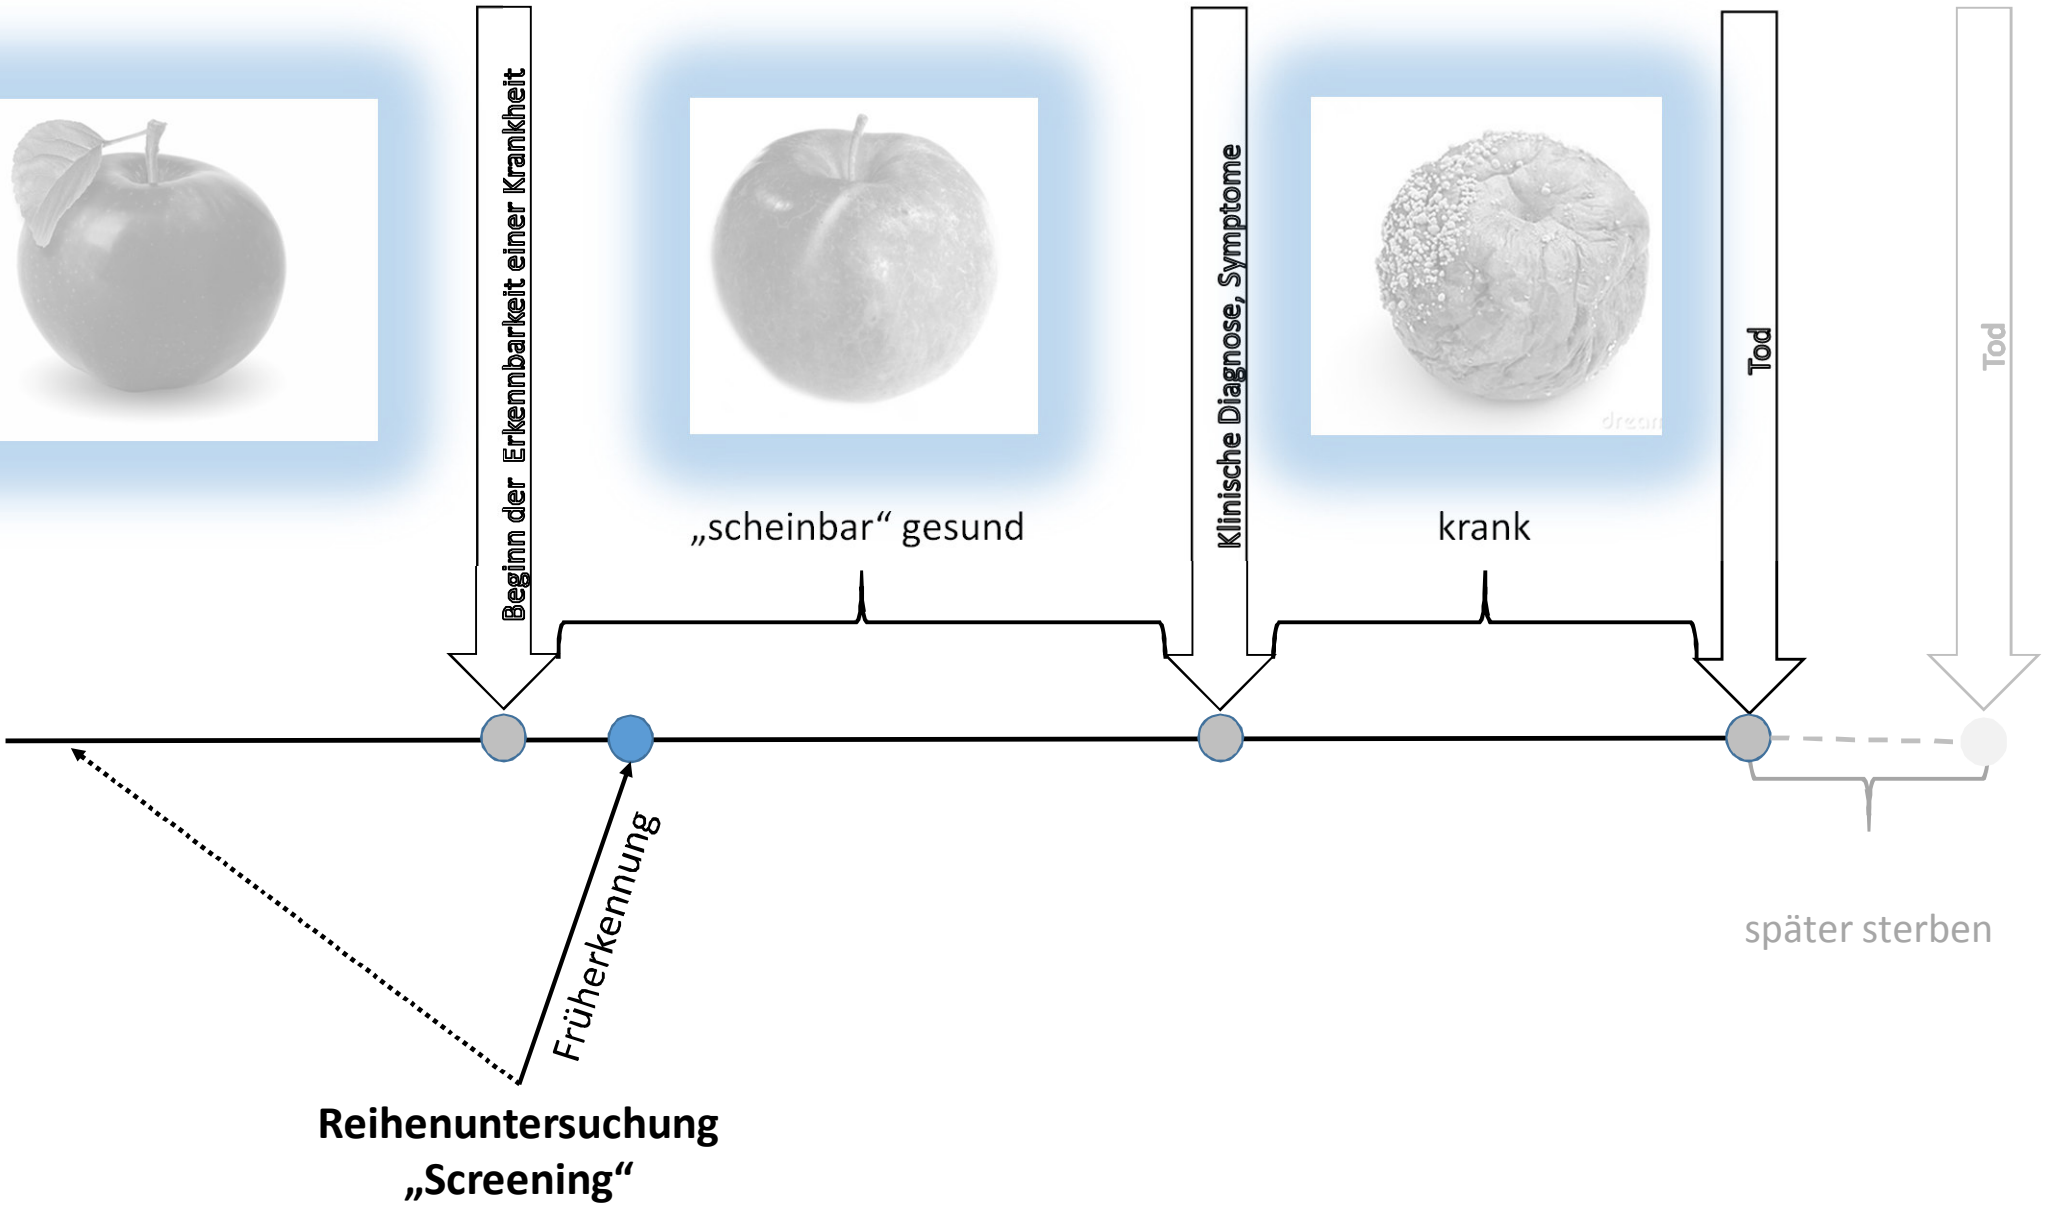 Beginn der Erkennbarkeit einer Krankheit
Klinische Diagnose, Symptome
Tod
Tod
„scheinbar“ gesund
krank
Früherkennung
später sterben
Reihenuntersuchung
„Screening“